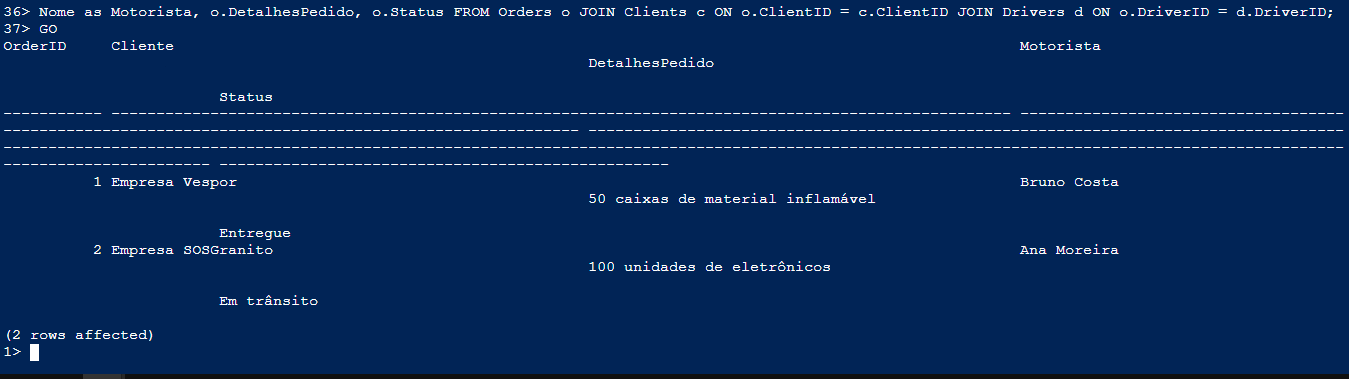 36> Nome as Motorista, o.DetalhesPedido, o.Status FROM Orders o JOIN Clients c ON o.ClientID = c.ClientID JOIN Drivers d ON o.DriverID = d.DriverID;
37> GO
OrderID     Cliente                                                                                              Motorista
                                                                 DetalhesPedido
                        Status
----------- ---------------------------------------------------------------------------------------------------- ------------------------------------
---------------------------------------------------------------- ------------------------------------------------------------------------------------
-----------------------------------------------------------------------------------------------------------------------------------------------------
----------------------- --------------------------------------------------
          1 Empresa Vespor                                                                                       Bruno Costa
                                                                 50 caixas de material inflamável
                        Entregue
          2 Empresa SOSGranito                                                                                   Ana Moreira
                                                                 100 unidades de eletrônicos
                        Em trânsito
(2 rows affected)
1>